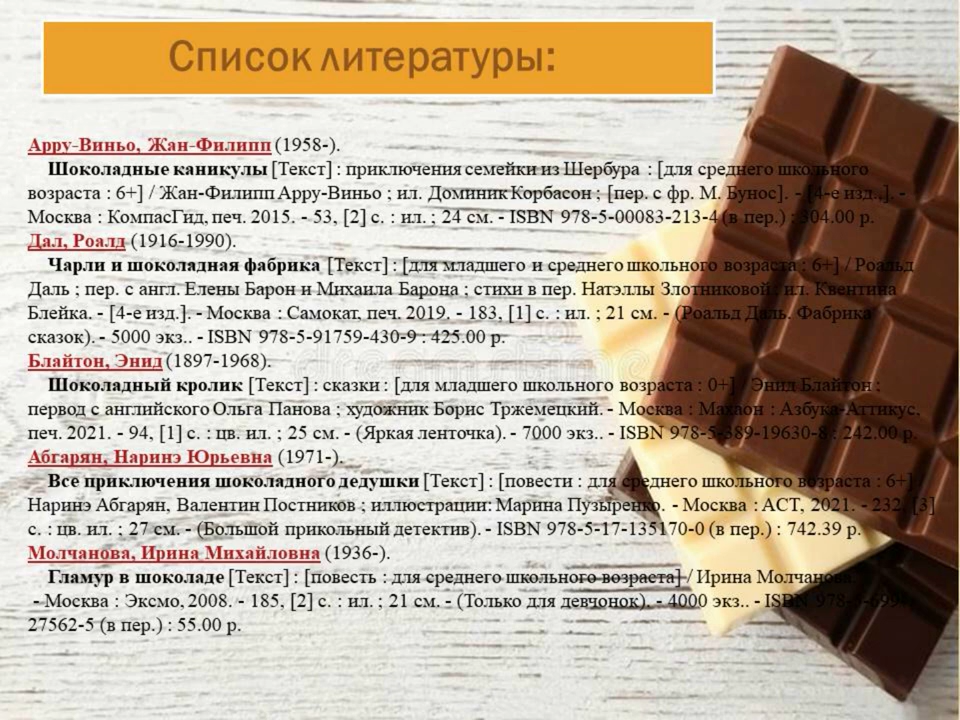 Список литературы:
Арру-Виньо, Жан-Филипп (1958-).
Шоколадные каникулы [Текст] : приключения семейки из Шербура : [для среднего школьного
возраста : 6+] / Жан-Филипп Арру-Виньо ; ил. Доминик Корбасон ; [пер. с фр. М. Бунос]. - [4-е изд.,]. -
Москва : КомпасГид, печ. 2015. - 53, [2] с. : ил. ; 24 см. - ISBN 978-5-00083-213-4 (в пер.) : 304.00 р.
Дал, Роалд (1916-1990).
Чарли и шоколадная фабрика [Текст] : [для младшего и среднего школьного возраста : 6+] / Роальд
Даль ; пер. с англ. Елены Барон и Михаила Барона ; стихи в пер. Натэллы Злотниковой ; ил. Квентина
Блейка. - [4-е изд.]. - Москва : Самокат, печ. 2019. - 183, [1] с. : ил. ; 21 см. - (Роальд Даль. Фабрика
сказок). - 5000 экз.. - ISBN 978-5-91759-430-9 : 425.00 р.
Блайтон, Энид (1897-1968).
Шоколадный кролик [Текст] : сказки : [для младшего школьного возраста : 0+] / Энид Блайтон ;
первод с английского Ольга Панова ; художник Борис Тржемецкий. - Москва : Махаон : Азбука-Аттикус,
печ. 2021. - 94, [1] с. : цв. ил. ; 25 см. - (Яркая ленточка). - 7000 экз.. - ISBN 978-5-389-19630-8 : 242.00 р.
Абгарян, Наринэ Юрьевна (1971-).
Все приключения шоколадного дедушки [Текст] : [повести : для среднего школьного возраста : 6+] /
Наринэ Абгарян, Валентин Постников ; иллюстрации: Марина Пузыренко. - Москва : АСТ, 2021. - 232, [3]
с. : цв. ил. ; 27 см. - (Большой прикольный детектив). - ISBN 978-5-17-135170-0 (в пер.) : 742.39 р.
Молчанова, Ирина Михайловна (1936-).
Гламур в шоколаде [Текст] : [повесть : для среднего школьного возраста] / Ирина Молчанова.
- Москва : Эксмо, 2008. - 185, [2] с. : ил. ; 21 см. - (Только для девчонок). - 4000 экз.. - ISBN 978-5-699-
27562-5 (в пер.) : 55.00 р.